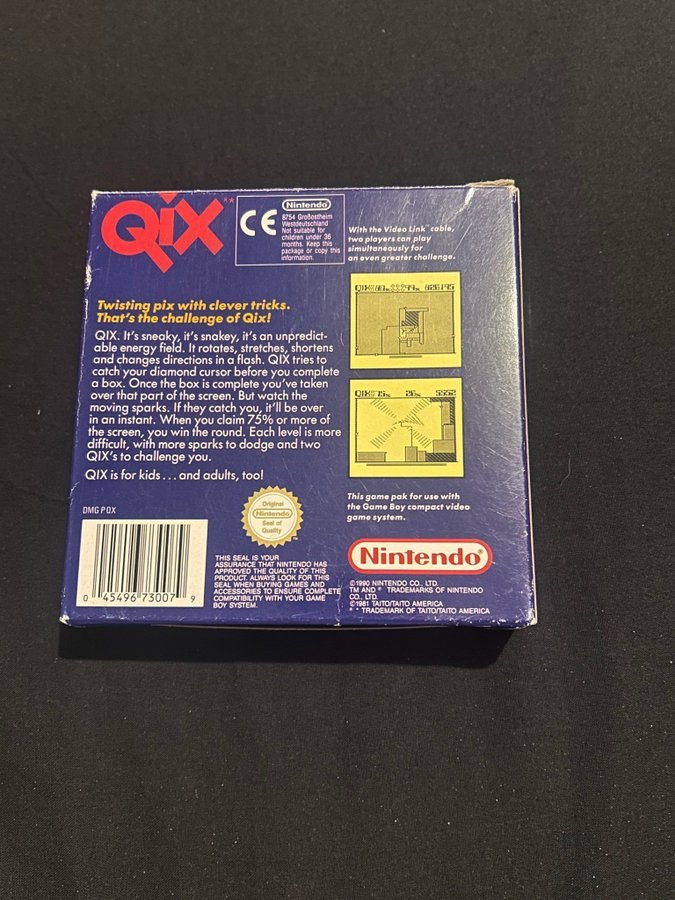 QiX**
CE
Nintendo
8754 Großostheim
Westdeutschland
Not suitable for
children under 36
months. Keep this
package or copy this
information.
With the Video Link™ cable,
two players can play
simultaneously for
an even greater challenge.
Twisting pix with clever tricks.
That's the challenge of Qix!
QIX. It's sneaky, it's snakey, it's an unpredict-
able energy field. It rotates, stretches, shortens
and changes directions in a flash. QIX tries to
catch your diamond cursor before you complete
a box. Once the box is complete you've taken
over that part of the screen. But watch the
moving sparks. If they catch you, it'll be over
in an instant. When you claim 75% or more of
the screen, you win the round. Each level is more
difficult, with more sparks to dodge and two
QIX's to challenge you.
QIX is for kids . . . and adults, too!
QIX
QIX 75% 26% 5552
This game pak for use with
the Game Boy compact video
game system.
DMG P QX
0 45496 73007 9
Original
Nintendo
Seal of
Quality
THIS SEAL IS YOUR
ASSURANCE THAT NINTENDO HAS
APPROVED THE QUALITY OF THIS
PRODUCT. ALWAYS LOOK FOR THIS
SEAL WHEN BUYING GAMES AND
ACCESSORIES TO ENSURE COMPLETE
COMPATIBILITY WITH YOUR GAME
BOY SYSTEM.
Nintendo®
©1990 NINTENDO CO., LTD.
TM AND ® TRADEMARKS OF NINTENDO
CO., LTD.
©1981 TAITO/TAITO AMERICA
** TRADEMARK OF TAITO/TAITO AMERICA